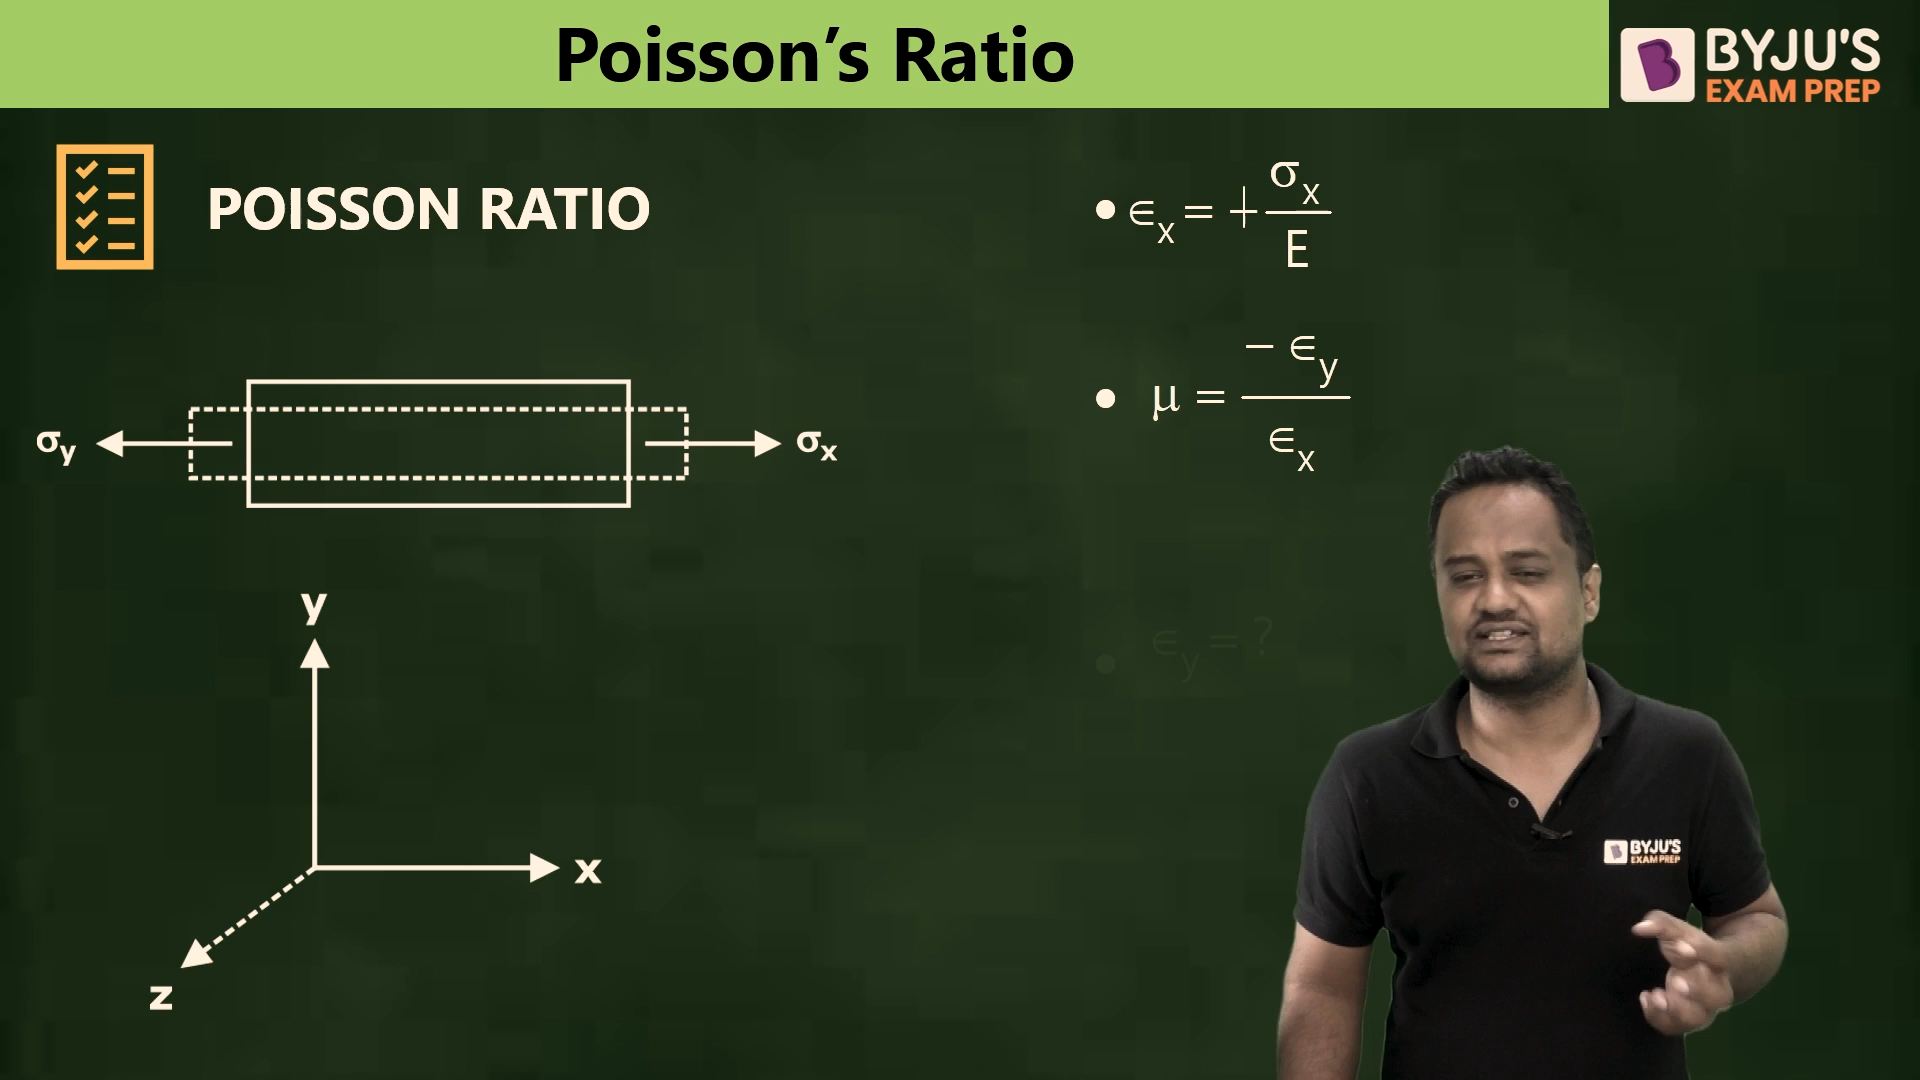 Poisson’s Ratio
BYJU'S
EXAM PREP
POISSON RATIO
• ∈x = + σx / E
• μ = − ∈y / ∈x
σy
σx
• ∈y = ?
y
x
z
BYJU'S
EXAM PREP